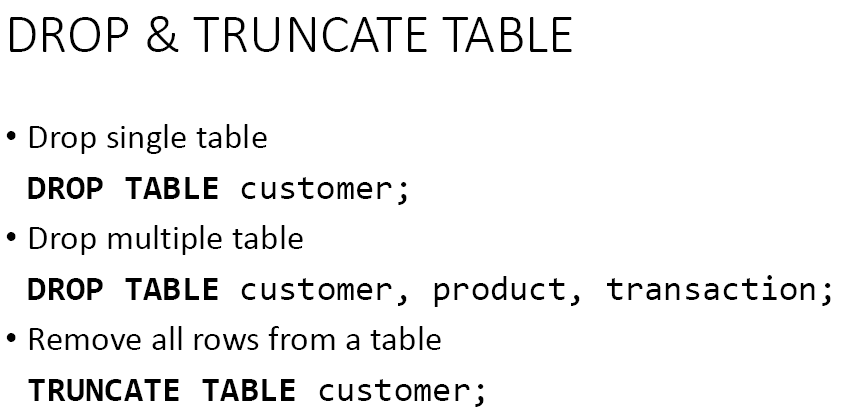 DROP & TRUNCATE TABLE
• Drop single table
DROP TABLE customer;
• Drop multiple table
DROP TABLE customer, product, transaction;
• Remove all rows from a table
TRUNCATE TABLE customer;